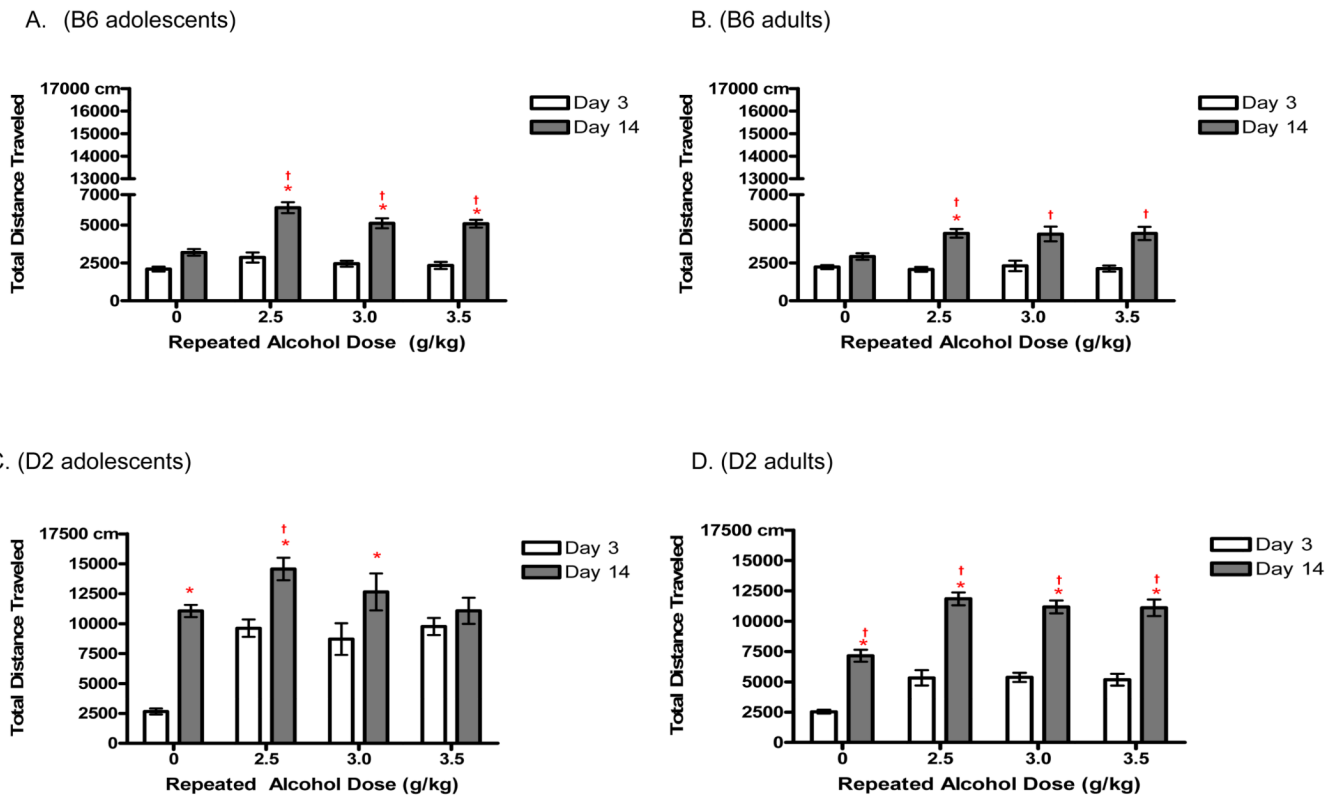 A. (B6 adolescents)
17000 cm
16000
15000
14000
13000
7000
5000
2500
0
Total Distance Traveled
Day 3
Day 14
†
*
†
*
†
*
0 2.5 3.0 3.5
Repeated Alcohol Dose (g/kg)
B. (B6 adults)
17000 cm
16000
15000
14000
13000
7000
5000
2500
0
Total Distance Traveled
Day 3
Day 14
†
*
†
†
0 2.5 3.0 3.5
Repeated Alcohol Dose (g/kg)
C. (D2 adolescents)
17500 cm
15000
12500
10000
7500
5000
2500
0
Total Distance Traveled
Day 3
Day 14
*
†
*
*
0 2.5 3.0 3.5
Repeated Alcohol Dose (g/kg)
D. (D2 adults)
17500 cm
15000
12500
10000
7500
5000
2500
0
Total Distance Traveled
Day 3
Day 14
†
*
†
*
†
*
†
*
0 2.5 3.0 3.5
Repeated Alcohol Dose (g/kg)